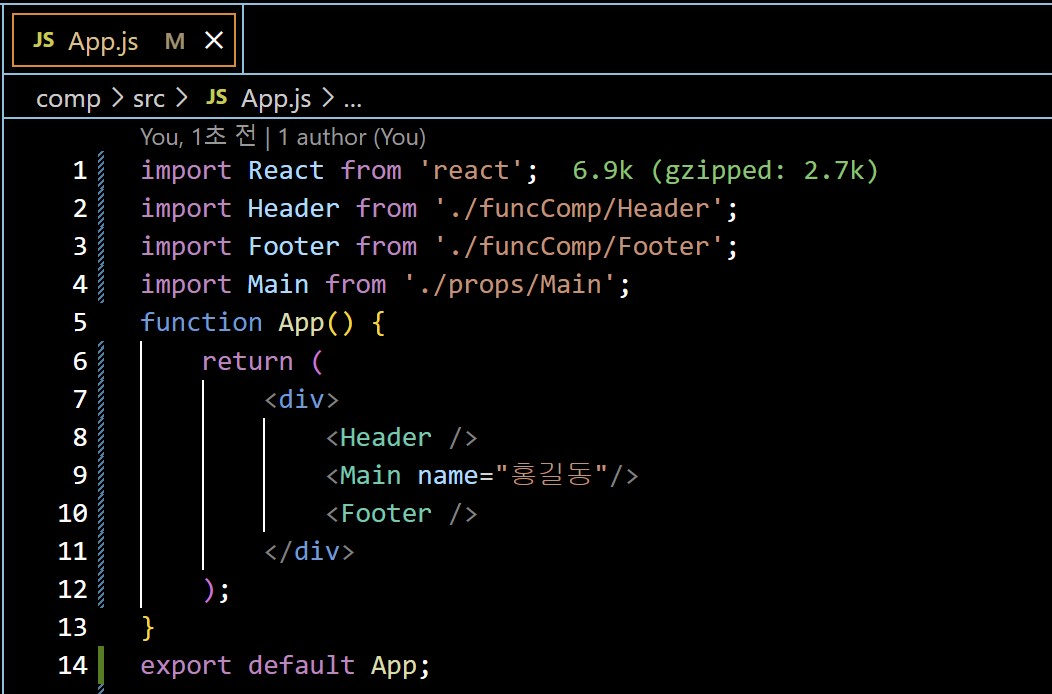 JS App.js M ×
comp > src > JS App.js > ...
You, 1초 전 | 1 author (You)
1 import React from 'react'; 6.9k (gzipped: 2.7k)
2 import Header from './funcComp/Header';
3 import Footer from './funcComp/Footer';
4 import Main from './props/Main';
5 function App() {
6     return (
7         <div>
8             <Header />
9             <Main name="홍길동"/>
10             <Footer />
11         </div>
12     );
13 }
14 export default App;